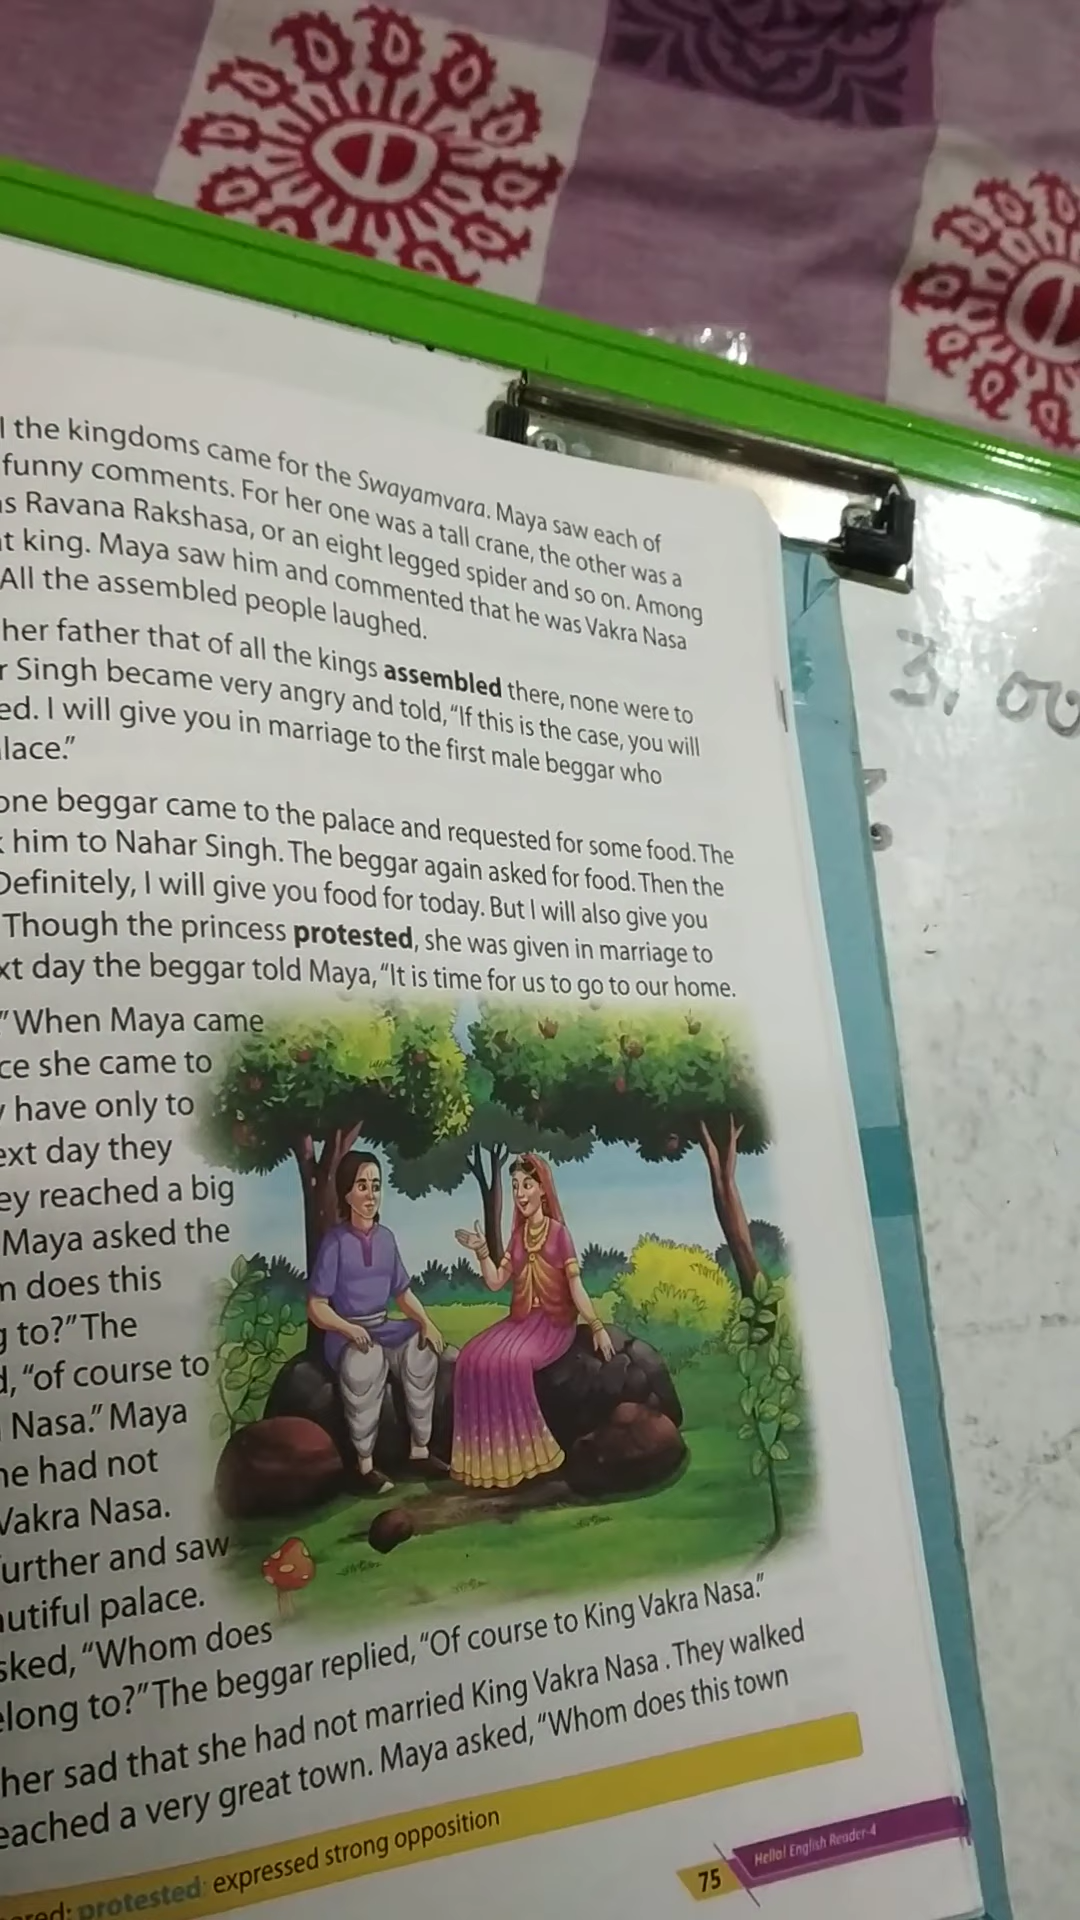 the kingdoms came for the Swayamvara. Maya saw each of
funny comments. For her one was a tall crane, the other was a
Ravana Rakshasa, or an eight legged spider and so on. Among
king. Maya saw him and commented that he was Vakra Nasa
All the assembled people laughed.
her father that of all the kings assembled there, none were to
Singh became very angry and told, "If this is the case, you will
ed. I will give you in marriage to the first male beggar who
lace."
one beggar came to the palace and requested for some food. The
him to Nahar Singh. The beggar again asked for food. Then the
Definitely, I will give you food for today. But I will also give you
Though the princess protested, she was given in marriage to
xt day the beggar told Maya, "It is time for us to go to our home.
" When Maya came
ce she came to
have only to
ext day they
ey reached a big
Maya asked the
does this
to?" The
, "of course to
Nasa." Maya
he had not
Vakra Nasa.
urther and saw
utiful palace.
sked, "Whom does
elong to?" The beggar replied, "Of course to King Vakra Nasa."
her sad that she had not married King Vakra Nasa . They walked
eached a very great town. Maya asked, "Whom does this town
ered: protested: expressed strong opposition
75
Hello! English Reader-4
3.